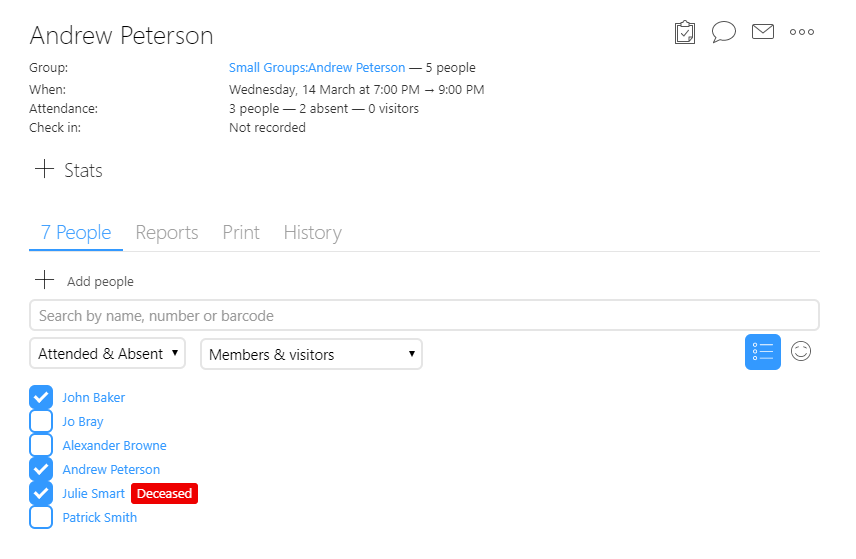 Andrew Peterson
Group: Small Groups:Andrew Peterson — 5 people
When: Wednesday, 14 March at 7:00 PM → 9:00 PM
Attendance: 3 people — 2 absent — 0 visitors
Check in: Not recorded
Stats
7 People Reports Print History
Add people
Search by name, number or barcode
Attended & Absent Members & visitors
John Baker
Jo Bray
Alexander Browne
Andrew Peterson
Julie Smart Deceased
Patrick Smith